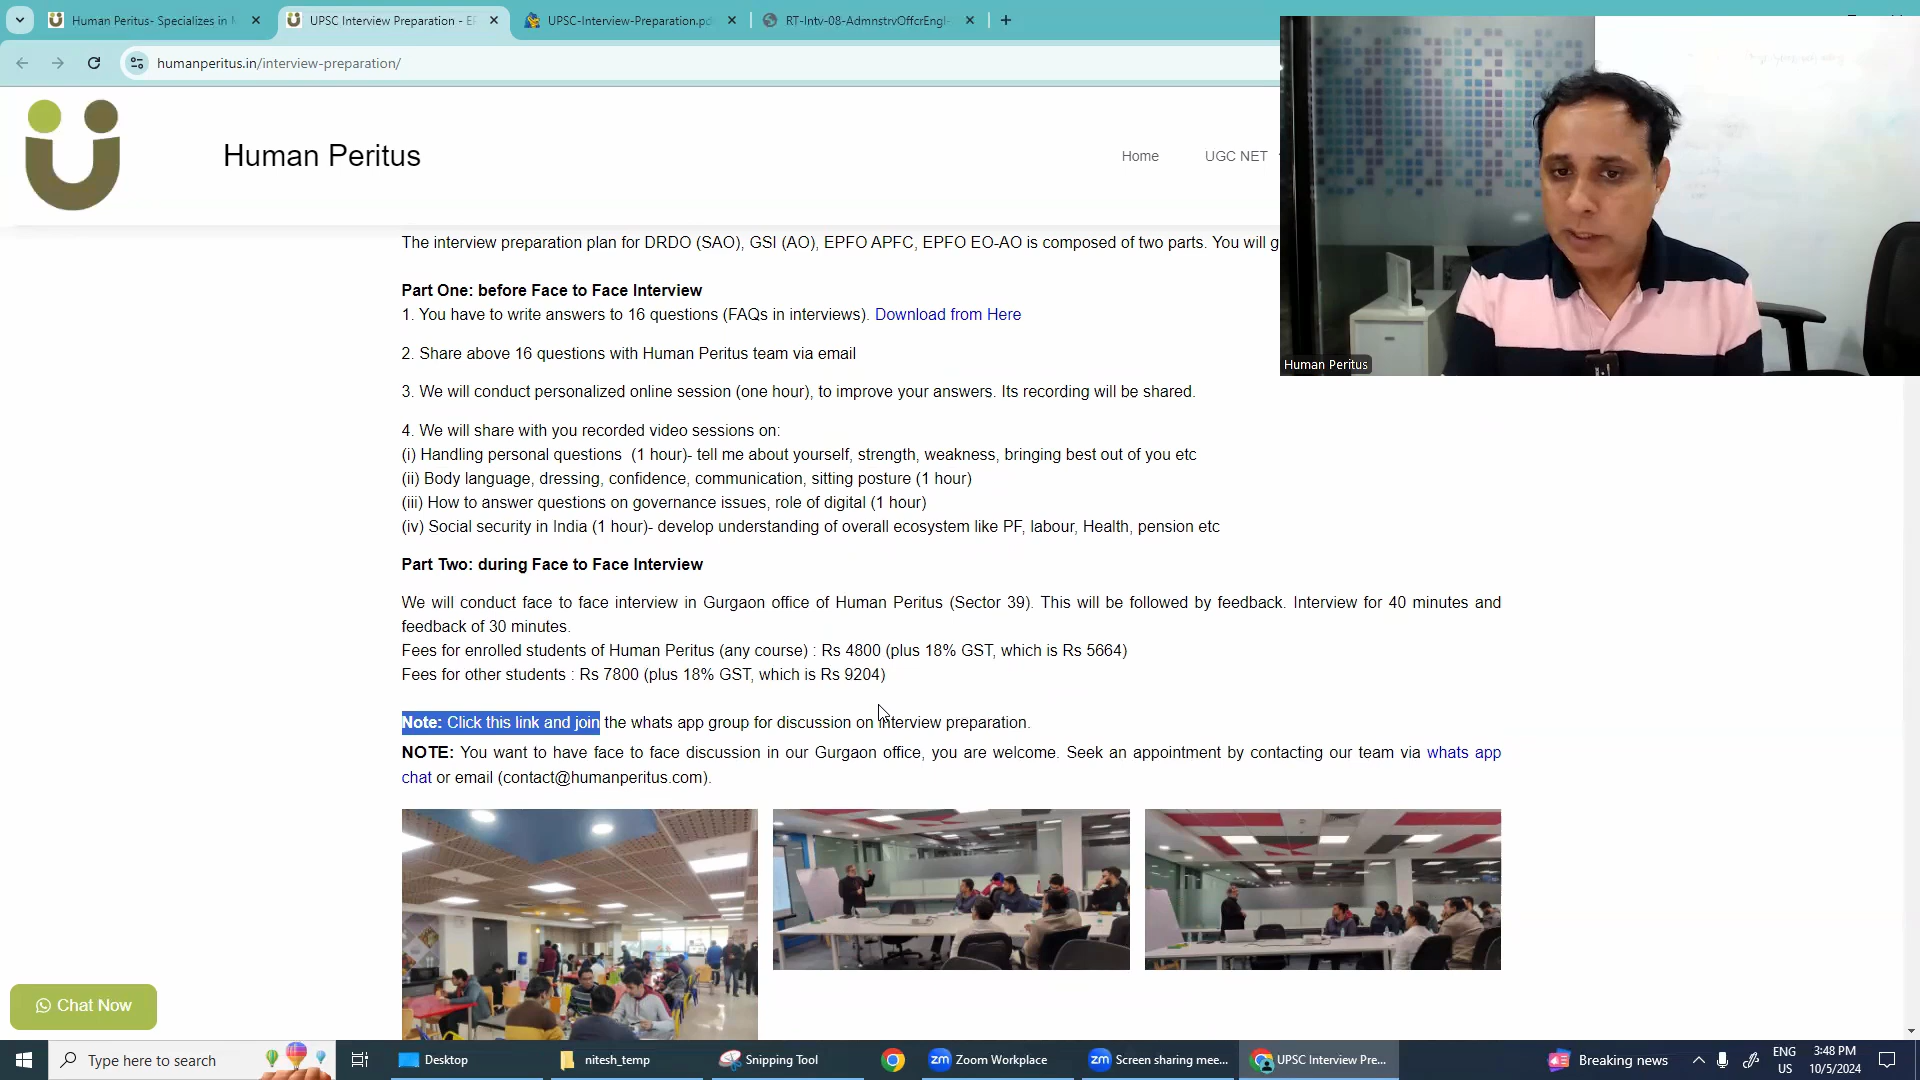 Human Peritus- Specializes in
UPSC Interview Preparation - EP
UPSC-Interview-Preparation.pd
RT-Intv-08-AdmnstrvOffcrEngl-
humanperitus.in/interview-preparation/
Human Peritus
Home
UGC NET
Human Peritus
The interview preparation plan for DRDO (SAO), GSI (AO), EPFO APFC, EPFO EO-AO is composed of two parts. You will g
Part One: before Face to Face Interview
1. You have to write answers to 16 questions (FAQs in interviews). Download from Here
2. Share above 16 questions with Human Peritus team via email
3. We will conduct personalized online session (one hour), to improve your answers. Its recording will be shared.
4. We will share with you recorded video sessions on:
(i) Handling personal questions (1 hour)- tell me about yourself, strength, weakness, bringing best out of you etc
(ii) Body language, dressing, confidence, communication, sitting posture (1 hour)
(iii) How to answer questions on governance issues, role of digital (1 hour)
(iv) Social security in India (1 hour)- develop understanding of overall ecosystem like PF, labour, Health, pension etc
Part Two: during Face to Face Interview
We will conduct face to face interview in Gurgaon office of Human Peritus (Sector 39). This will be followed by feedback. Interview for 40 minutes and
feedback of 30 minutes.
Fees for enrolled students of Human Peritus (any course) : Rs 4800 (plus 18% GST, which is Rs 5664)
Fees for other students : Rs 7800 (plus 18% GST, which is Rs 9204)
Note: Click this link and join the whats app group for discussion on interview preparation.
NOTE: You want to have face to face discussion in our Gurgaon office, you are welcome. Seek an appointment by contacting our team via whats app
chat or email (contact@humanperitus.com).
Chat Now
Type here to search
Desktop
nitesh_temp
Snipping Tool
zm Zoom Workplace
zm Screen sharing mee...
UPSC Interview Pre...
Breaking news
ENG
US
3:48 PM
10/5/2024